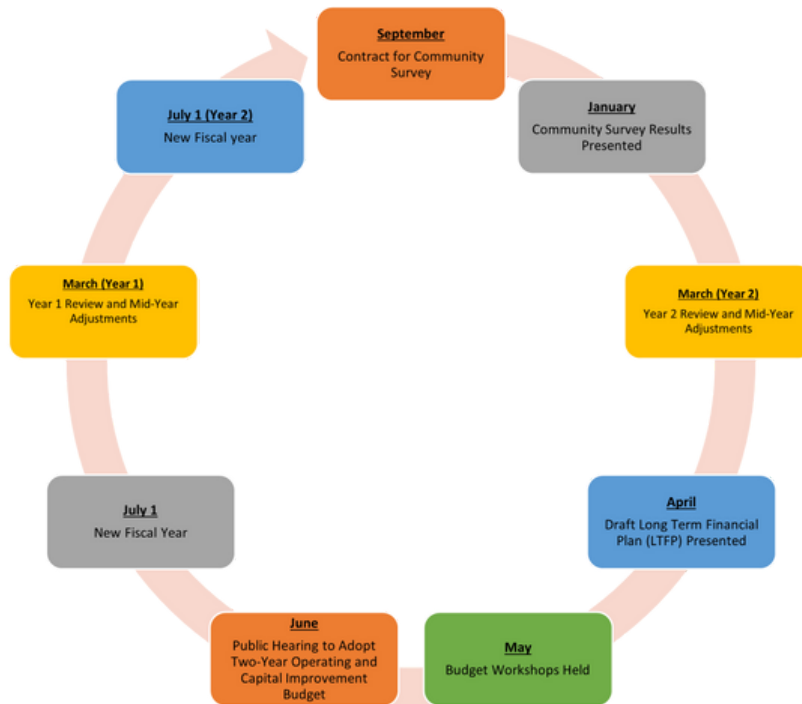 September
Contract for Community
Survey
January
Community Survey Results
Presented
March (Year 2)
Year 2 Review and Mid-Year
Adjustments
April
Draft Long Term Financial
Plan (LTFP) Presented
May
Budget Workshops Held
June
Public Hearing to Adopt
Two-Year Operating and
Capital Improvement
Budget
July 1
New Fiscal Year
March (Year 1)
Year 1 Review and Mid-Year
Adjustments
July 1 (Year 2)
New Fiscal year